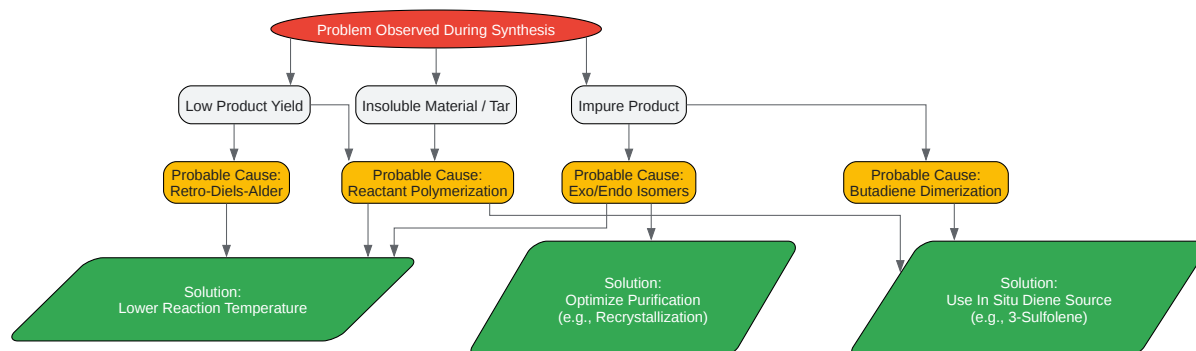 Problem Observed During Synthesis
Low Product Yield
Insoluble Material / Tar
Impure Product
Probable Cause:
Retro-Diels-Alder
Probable Cause:
Reactant Polymerization
Probable Cause:
Exo/Endo Isomers
Probable Cause:
Butadiene Dimerization
Solution:
Lower Reaction Temperature
Solution:
Optimize Purification
(e.g., Recrystallization)
Solution:
Use In Situ Diene Source
(e.g., 3-Sulfolene)